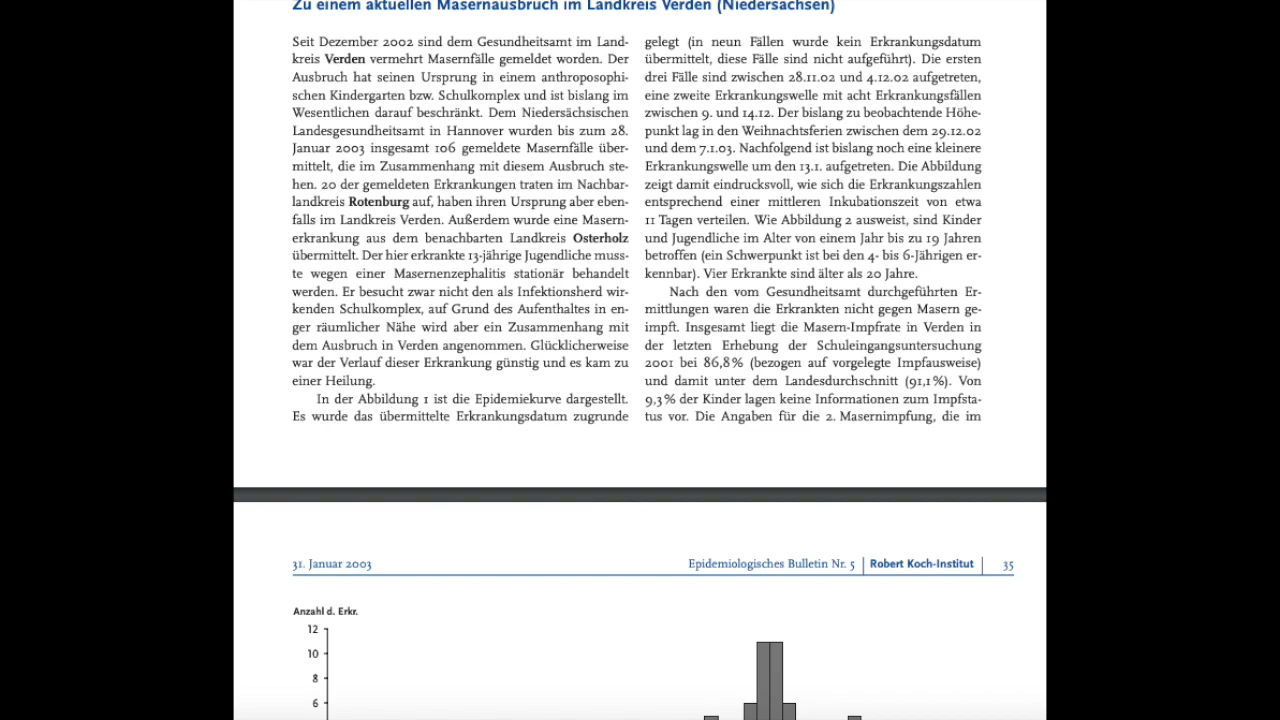 Zu einem aktuellen Masernausbruch im Landkreis Verden (Niedersachsen)
Seit Dezember 2002 sind dem Gesundheitsamt im Land-
kreis Verden vermehrt Masernfälle gemeldet worden. Der
Ausbruch hat seinen Ursprung in einem anthroposophi-
schen Kindergarten bzw. Schulkomplex und ist bislang im
Wesentlichen darauf beschränkt. Dem Niedersächsischen
Landesgesundheitsamt in Hannover wurden bis zum 28.
Januar 2003 insgesamt 106 gemeldete Masernfälle über-
mittelt, die im Zusammenhang mit diesem Ausbruch ste-
hen. 20 der gemeldeten Erkrankungen traten im Nachbar-
landkreis Rotenburg auf, haben ihren Ursprung aber eben-
falls im Landkreis Verden. Außerdem wurde eine Masern-
erkrankung aus dem benachbarten Landkreis Osterholz
übermittelt. Der hier erkrankte 13-jährige Jugendliche muss-
te wegen einer Masernenzephalitis stationär behandelt
werden. Er besucht zwar nicht den als Infektionsherd wir-
kenden Schulkomplex, auf Grund des Aufenthaltes in en-
ger räumlicher Nähe wird aber ein Zusammenhang mit
dem Ausbruch in Verden angenommen. Glücklicherweise
war der Verlauf dieser Erkrankung günstig und es kam zu
einer Heilung.
In der Abbildung 1 ist die Epidemiekurve dargestellt.
Es wurde das übermittelte Erkrankungsdatum zugrunde
gelegt (in neun Fällen wurde kein Erkrankungsdatum
übermittelt, diese Fälle sind nicht aufgeführt). Die ersten
drei Fälle sind zwischen 28.11.02 und 4.12.02 aufgetreten,
eine zweite Erkrankungswelle mit acht Erkrankungsfällen
zwischen 9. und 14.12. Der bislang zu beobachtende Höhe-
punkt lag in den Weihnachtsferien zwischen dem 29.12.02
und dem 7.1.03. Nachfolgend ist bislang noch eine kleinere
Erkrankungswelle um den 13.1. aufgetreten. Die Abbildung
zeigt damit eindrucksvoll, wie sich die Erkrankungszahlen
entsprechend einer mittleren Inkubationszeit von etwa
11 Tagen verteilen. Wie Abbildung 2 ausweist, sind Kinder
und Jugendliche im Alter von einem Jahr bis zu 19 Jahren
betroffen (ein Schwerpunkt ist bei den 4- bis 6-Jährigen er-
kennbar). Vier Erkrankte sind älter als 20 Jahre.
Nach den vom Gesundheitsamt durchgeführten Er-
mittlungen waren die Erkrankten nicht gegen Masern ge-
impft. Insgesamt liegt die Masern-Impfrate in Verden in
der letzten Erhebung der Schuleingangsuntersuchung
2001 bei 86,8 % (bezogen auf vorgelegte Impfausweise)
und damit unter dem Landesdurchschnitt (91,1 %). Von
9,3 % der Kinder lagen keine Informationen zum Impfsta-
tus vor. Die Angaben für die 2. Masernimpfung, die im
31. Januar 2003 Epidemiologisches Bulletin Nr. 5 Robert Koch-Institut 35
Anzahl d. Erkr.
12
10
8
6